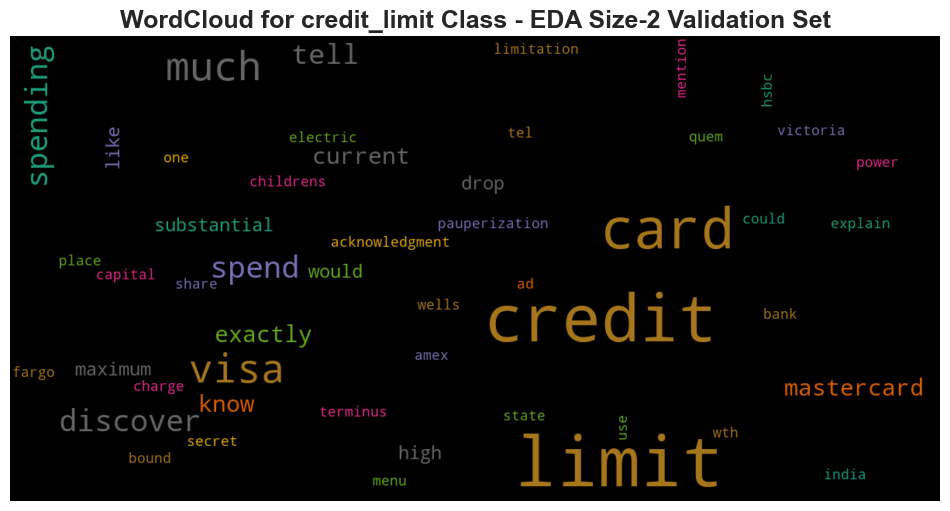 WordCloud for credit_limit Class - EDA Size-2 Validation Set
spending
much
tell
limitation
mention
hsbc
like
one
electric
current
tel
quem
victoria
power
childrens
drop
substantial
pauperization
card
could
explain
acknowledgment
place
capital
share
spend
would
ad
wells
credit
bank
exactly
amex
fargo
maximum
charge
visa
know
mastercard
discover
terminus
state
use
wth
secret
bound
high
menu
limit
india